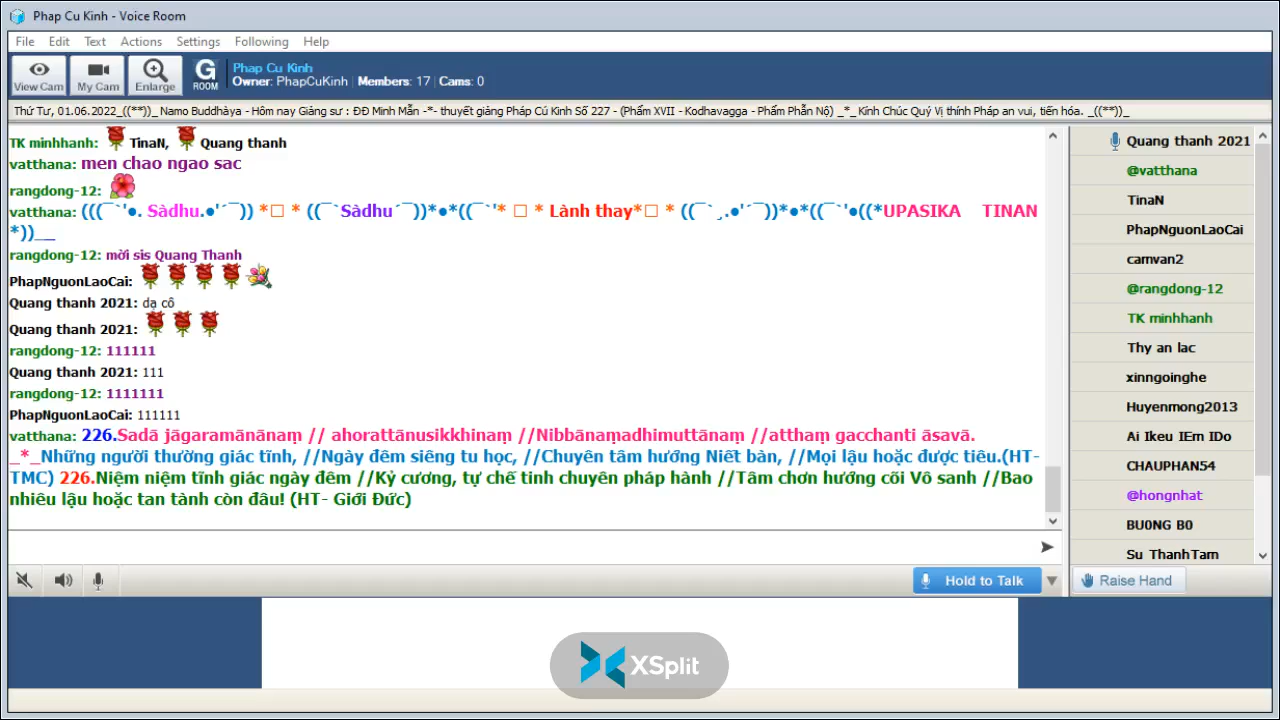 Phap Cu Kinh - Voice Room
File Edit Text Actions Settings Following Help
View Cam My Cam Enlarge G ROOM Phap Cu Kinh
Owner: PhapCuKinh Members: 17 Cams: 0
Thứ Tư, 01.06.2022_((**))_ Namo Buddhàya - Hôm nay Giảng sư : ĐĐ Minh Mẫn -*- thuyết giảng Pháp Cú Kinh Số 227 - (Phẩm XVII - Kodhavagga - Phẩm Phẫn Nộ) _*_ Kính Chúc Quý Vị thính Pháp an vui, tiến hóa. _((**))_
TK minhhanh: TinaN, Quang thanh
vatthana: men chao ngao sac
rangdong-12:
vatthana: (((¯`'●. Sàdhu.●'´¯)) *□ * ((¯`Sàdhu´¯))*●*((¯`'* □ * Lành thay*□ * ((¯`¸.●'´¯))*●*((¯`'●((*UPASIKA TINAN
*))__
rangdong-12: mời sis Quang Thanh
PhapNguonLaoCai:
Quang thanh 2021: dạ cô
Quang thanh 2021:
rangdong-12: 111111
Quang thanh 2021: 111
rangdong-12: 1111111
PhapNguonLaoCai: 111111
vatthana: 226.Sadā jāgaramānānaṃ // ahorattānusikkhinaṃ //Nibbānaṃadhimuttānaṃ //atthaṃ gacchanti āsavā.
_*_Những người thường giác tĩnh, //Ngày đêm siêng tu học, //Chuyên tâm hướng Niết bàn, //Mọi lậu hoặc được tiêu.(HT-
TMC) 226.Niệm niệm tĩnh giác ngày đêm //Kỷ cương, tự chế tinh chuyên pháp hành //Tâm chơn hướng cõi Vô sanh //Bao
nhiêu lậu hoặc tan tành còn đâu! (HT- Giới Đức)
Hold to Talk
Quang thanh 2021
@vatthana
TinaN
PhapNguonLaoCai
camvan2
@rangdong-12
TK minhhanh
Thy an lac
xinngoinghe
Huyenmong2013
Ai Ikeu IEm IDo
CHAUPHAN54
@hongnhat
BU0NG B0
Su ThanhTam
Raise Hand
XSplit